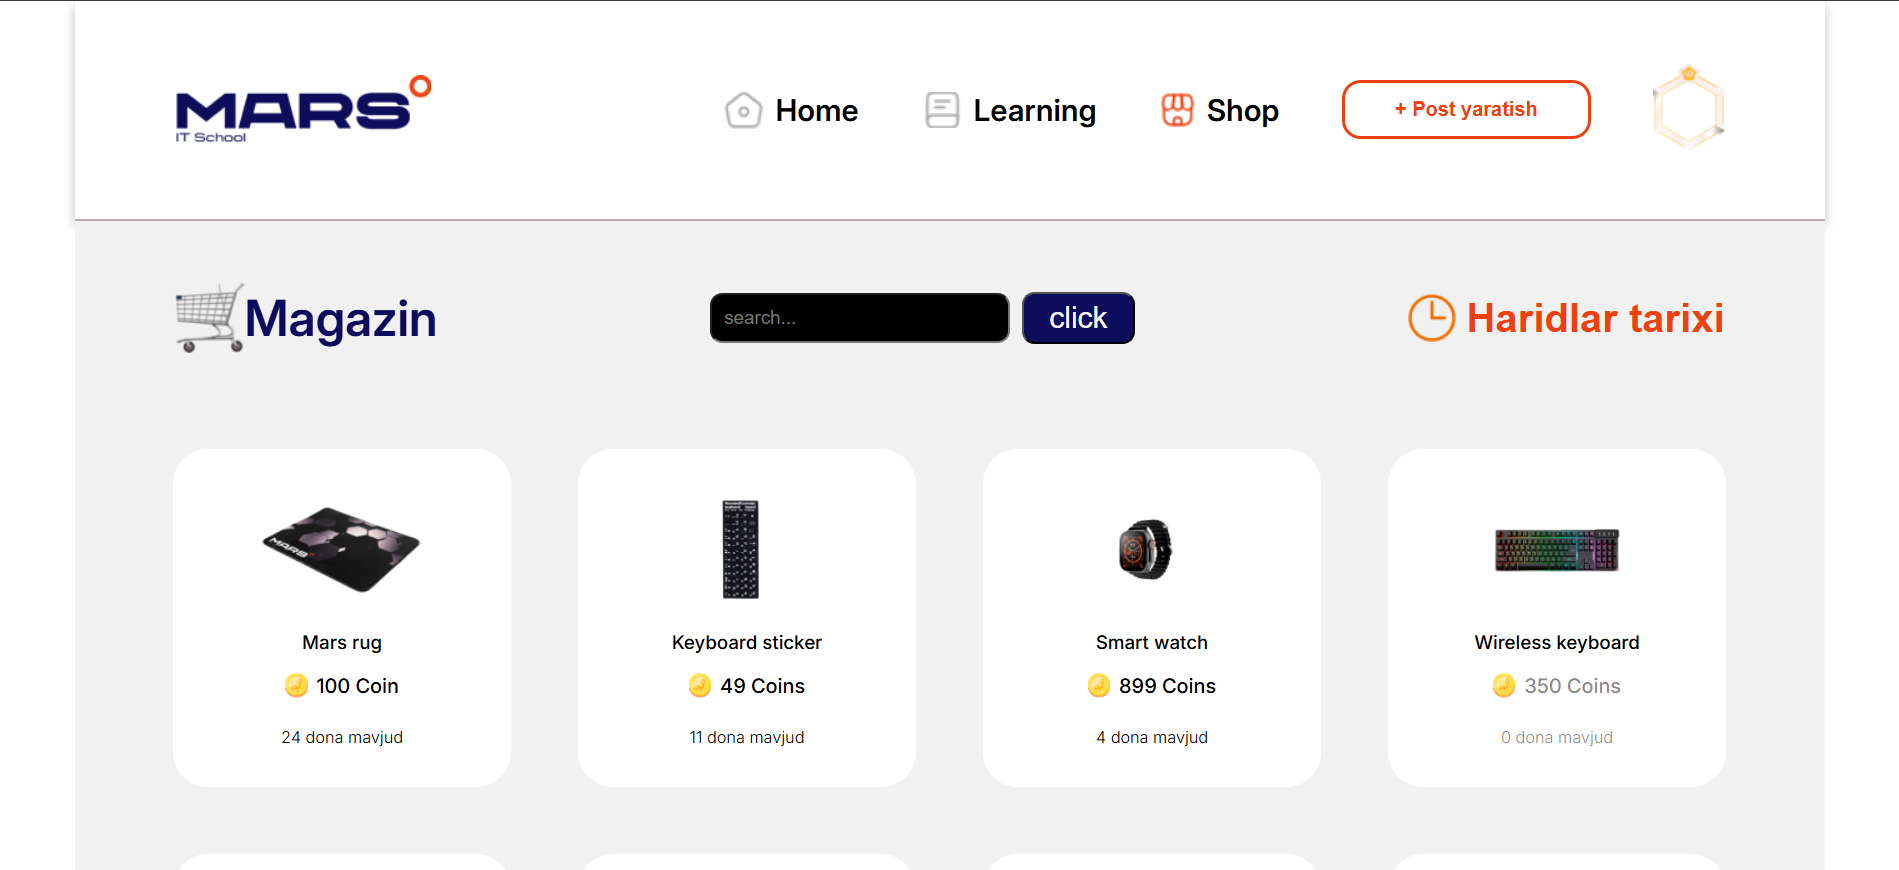 MARS
IT School
Home
Learning
Shop
+ Post yaratish
Magazin
search...
click
Haridlar tarixi
MARS
Mars rug
100 Coin
24 dona mavjud
Keyboard sticker
49 Coins
11 dona mavjud
Smart watch
899 Coins
4 dona mavjud
Wireless keyboard
350 Coins
0 dona mavjud